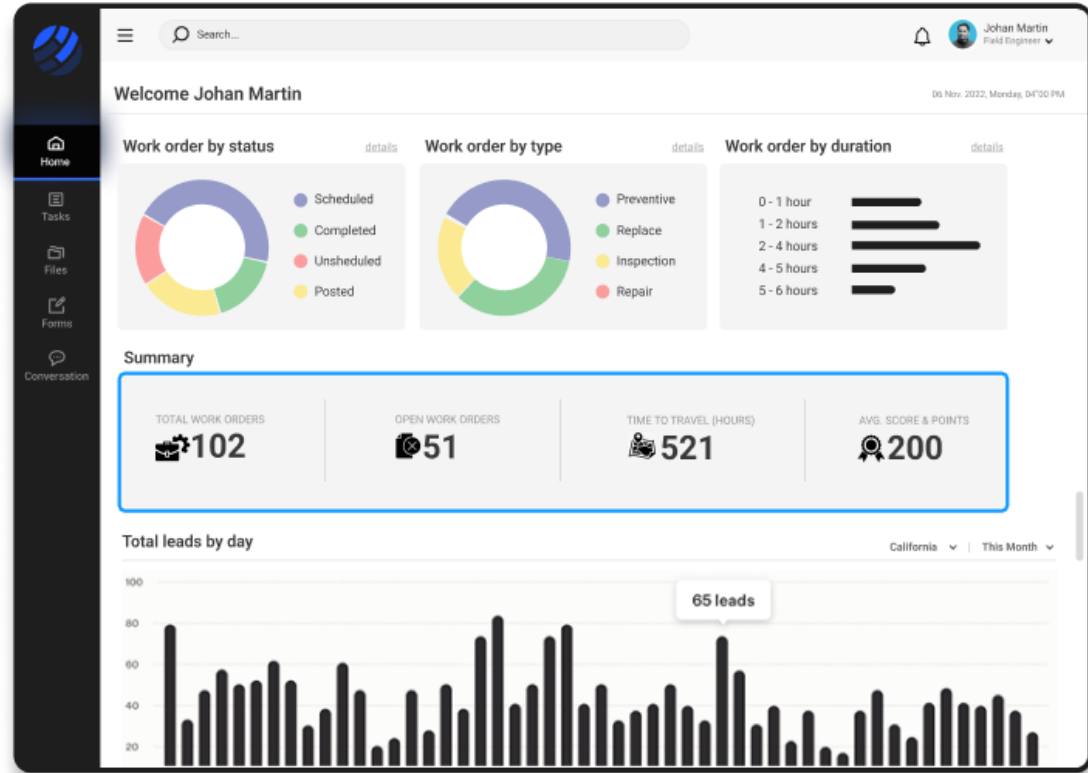 Search...
Johan Martin
Field Engineer
Welcome Johan Martin
06 Nov. 2022, Monday, 04"00 PM
Home
Tasks
Files
Forms
Conversation
Work order by status
details
Scheduled
Completed
Unsheduled
Posted
Work order by type
details
Preventive
Replace
Inspection
Repair
Work order by duration
details
0 - 1 hour
1 - 2 hours
2 - 4 hours
4 - 5 hours
5 - 6 hours
Summary
TOTAL WORK ORDERS
102
OPEN WORK ORDERS
51
TIME TO TRAVEL (HOURS)
521
AVG. SCORE & POINTS
200
Total leads by day
California
This Month
100
80
60
40
20
65 leads